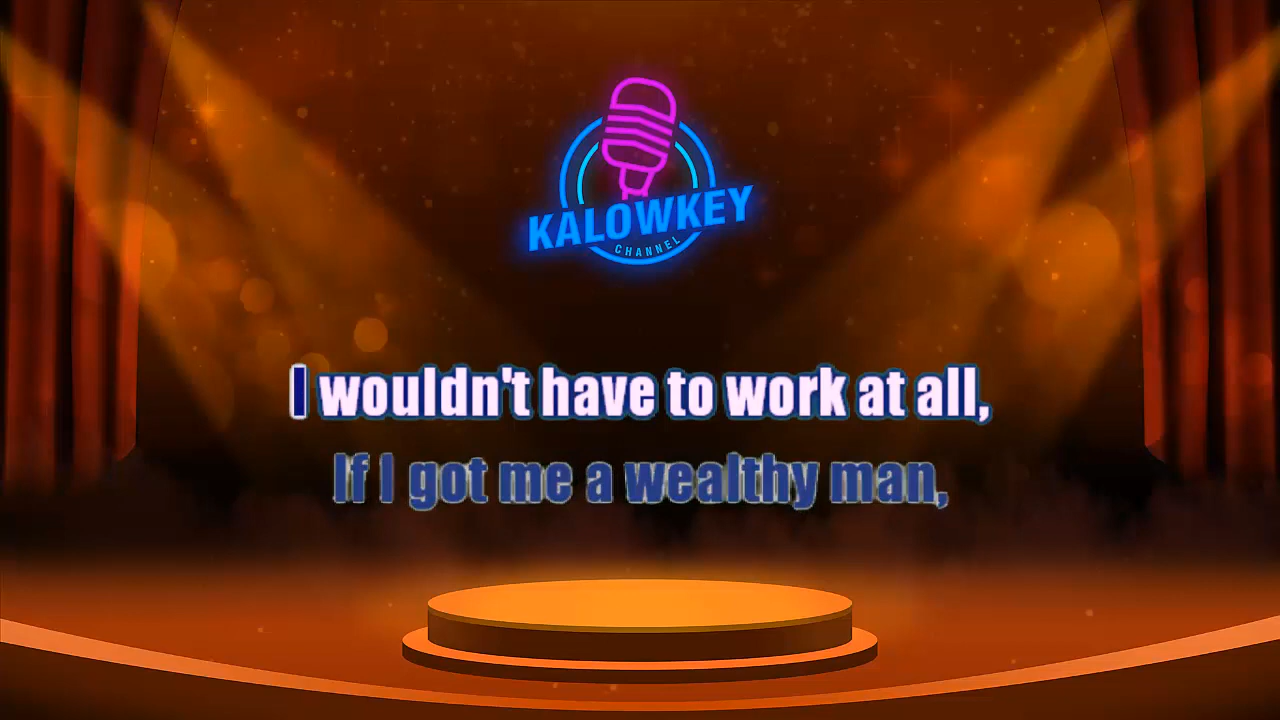 KALOWKEY
CHANNEL
I wouldn't have to work at all,
If I got me a wealthy man,